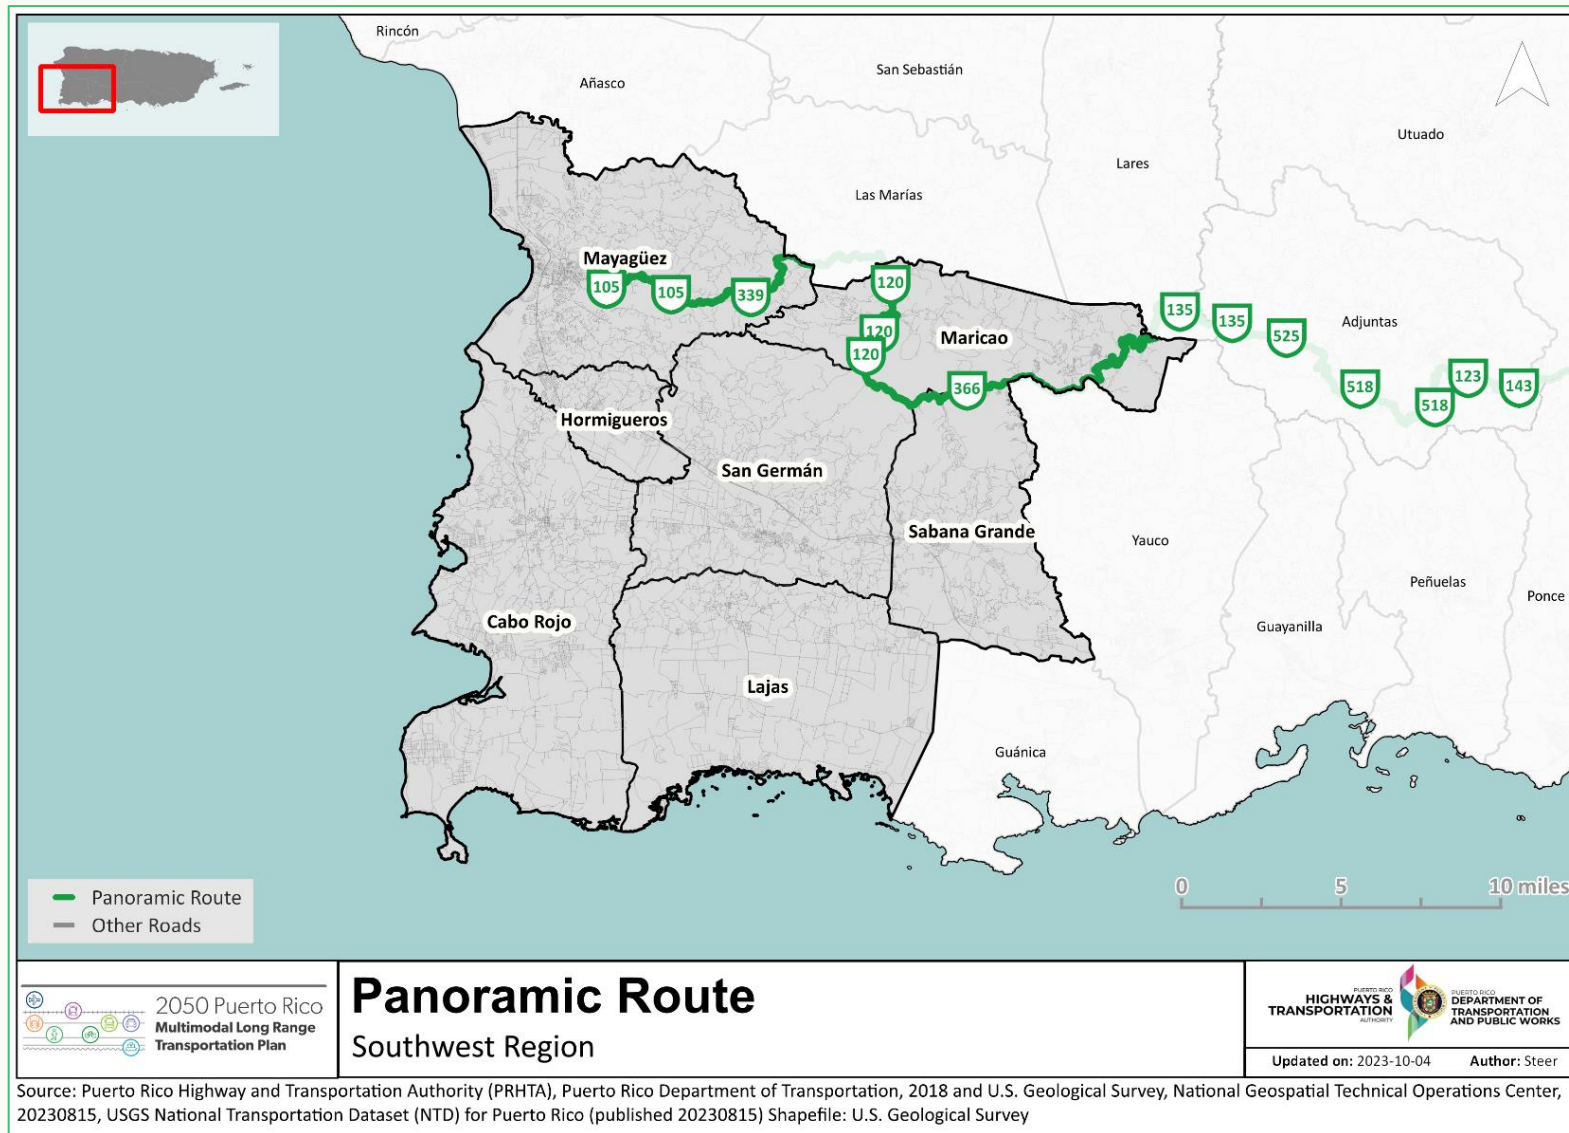 Rincón
San Sebastián
Añasco
Utuado
Lares
Las Marías
Mayagüez
105
105
339
120
120
120
Maricao
366
135
135
525
Adjuntas
518
518
123
143
Hormigueros
San Germán
Sabana Grande
Yauco
Peñuelas
Ponce
Cabo Rojo
Guayanilla
Lajas
Guánica
0 5 10 miles
Panoramic Route
Other Roads
2050 Puerto Rico
Multimodal Long Range
Transportation Plan
Panoramic Route
Southwest Region
PUERTO RICO
HIGHWAYS &
TRANSPORTATION
AUTHORITY
PUERTO RICO
DEPARTMENT OF
TRANSPORTATION
AND PUBLIC WORKS
Updated on: 2023-10-04 Author: Steer
Source: Puerto Rico Highway and Transportation Authority (PRHTA), Puerto Rico Department of Transportation, 2018 and U.S. Geological Survey, National Geospatial Technical Operations Center,
20230815, USGS National Transportation Dataset (NTD) for Puerto Rico (published 20230815) Shapefile: U.S. Geological Survey